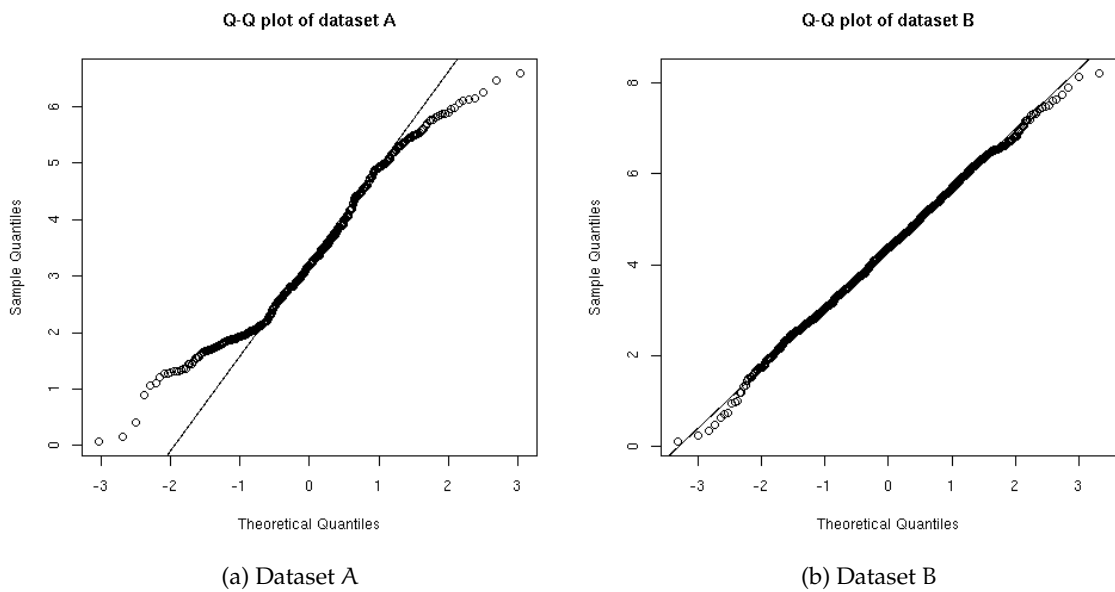 Q-Q plot of dataset A
Sample Quantiles
6
5
4
3
2
1
0
-3 -2 -1 0 1 2 3
Theoretical Quantiles
(a) Dataset A
Q-Q plot of dataset B
Sample Quantiles
8
6
4
2
0
-3 -2 -1 0 1 2 3
Theoretical Quantiles
(b) Dataset B